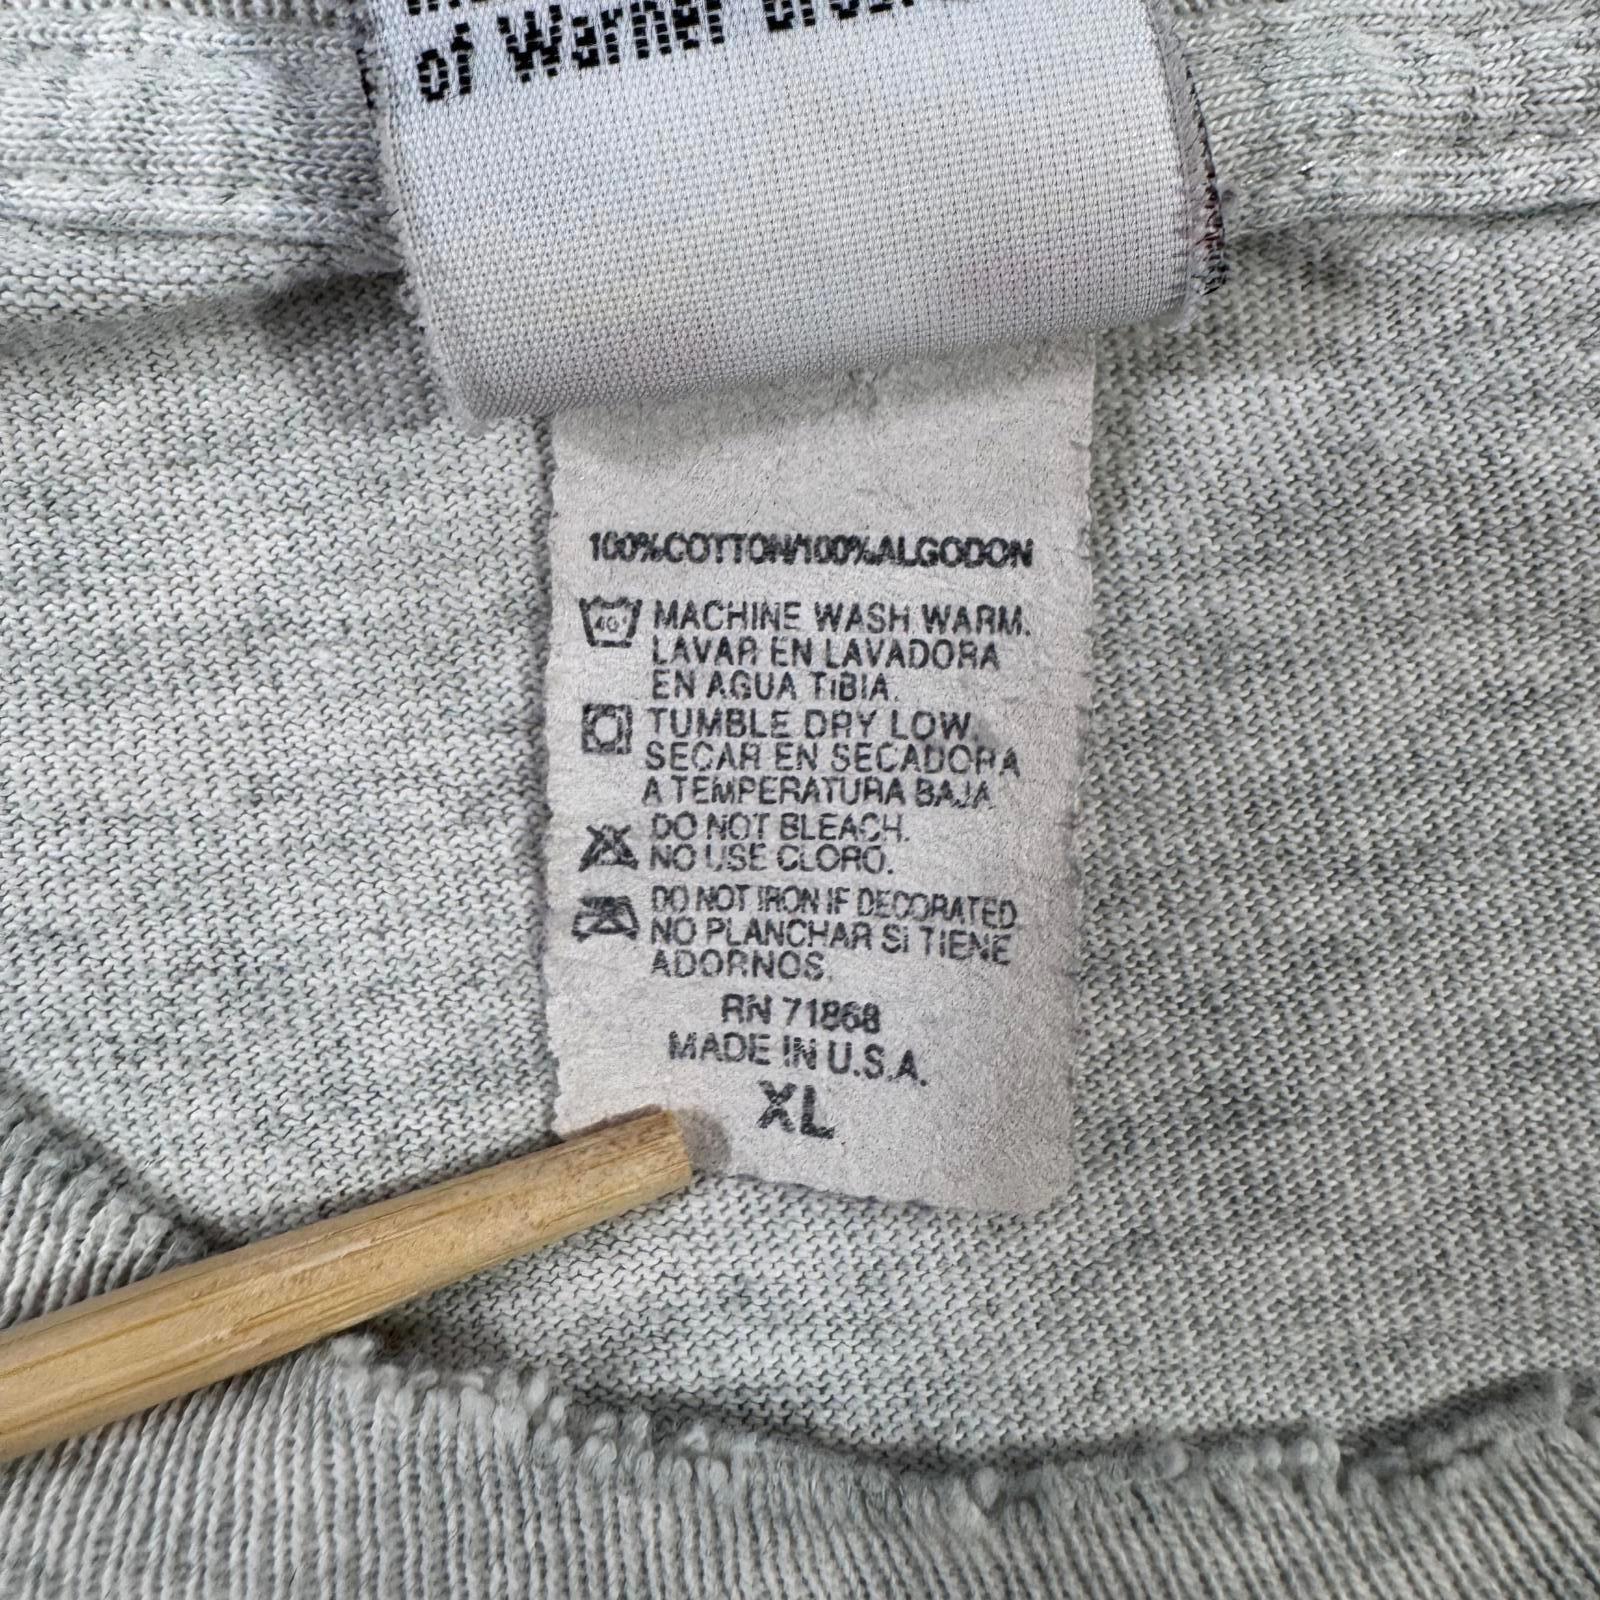 of Warner Bros.
100%COTTON/100%ALGODON
40° MACHINE WASH WARM.
LAVAR EN LAVADORA
EN AGUA TIBIA.
TUMBLE DRY LOW.
SECAR EN SECADORA
A TEMPERATURA BAJA
DO NOT BLEACH.
NO USE CLORO.
DO NOT IRON IF DECORATED
NO PLANCHAR SI TIENE
ADORNOS.
RN 71868
MADE IN U.S.A.
XL